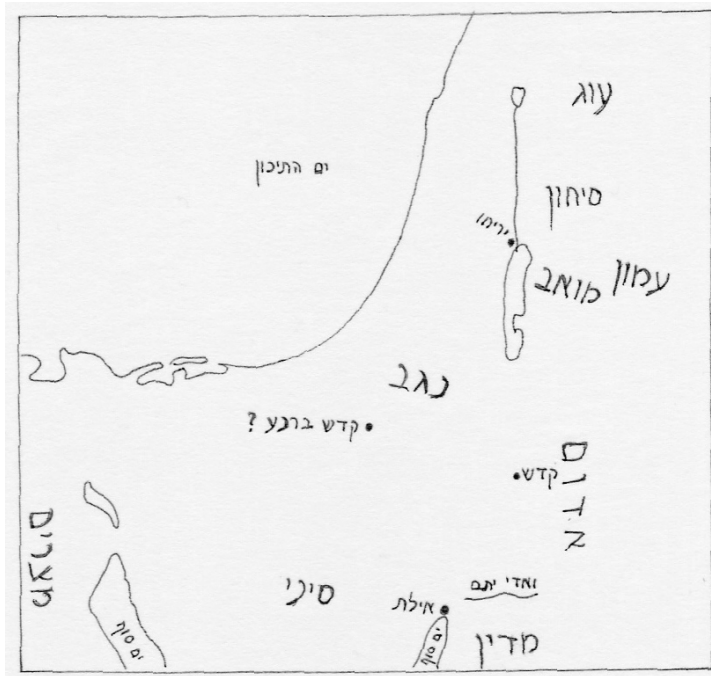 עוג
ים התיכון
סיחון
יריחו
עמון
מואב
נגב
קדש ברנע ?
קדש
אדום
מצרים
סיני
ואדי יתם
אילת
ים סוף
ים סוף
מדין